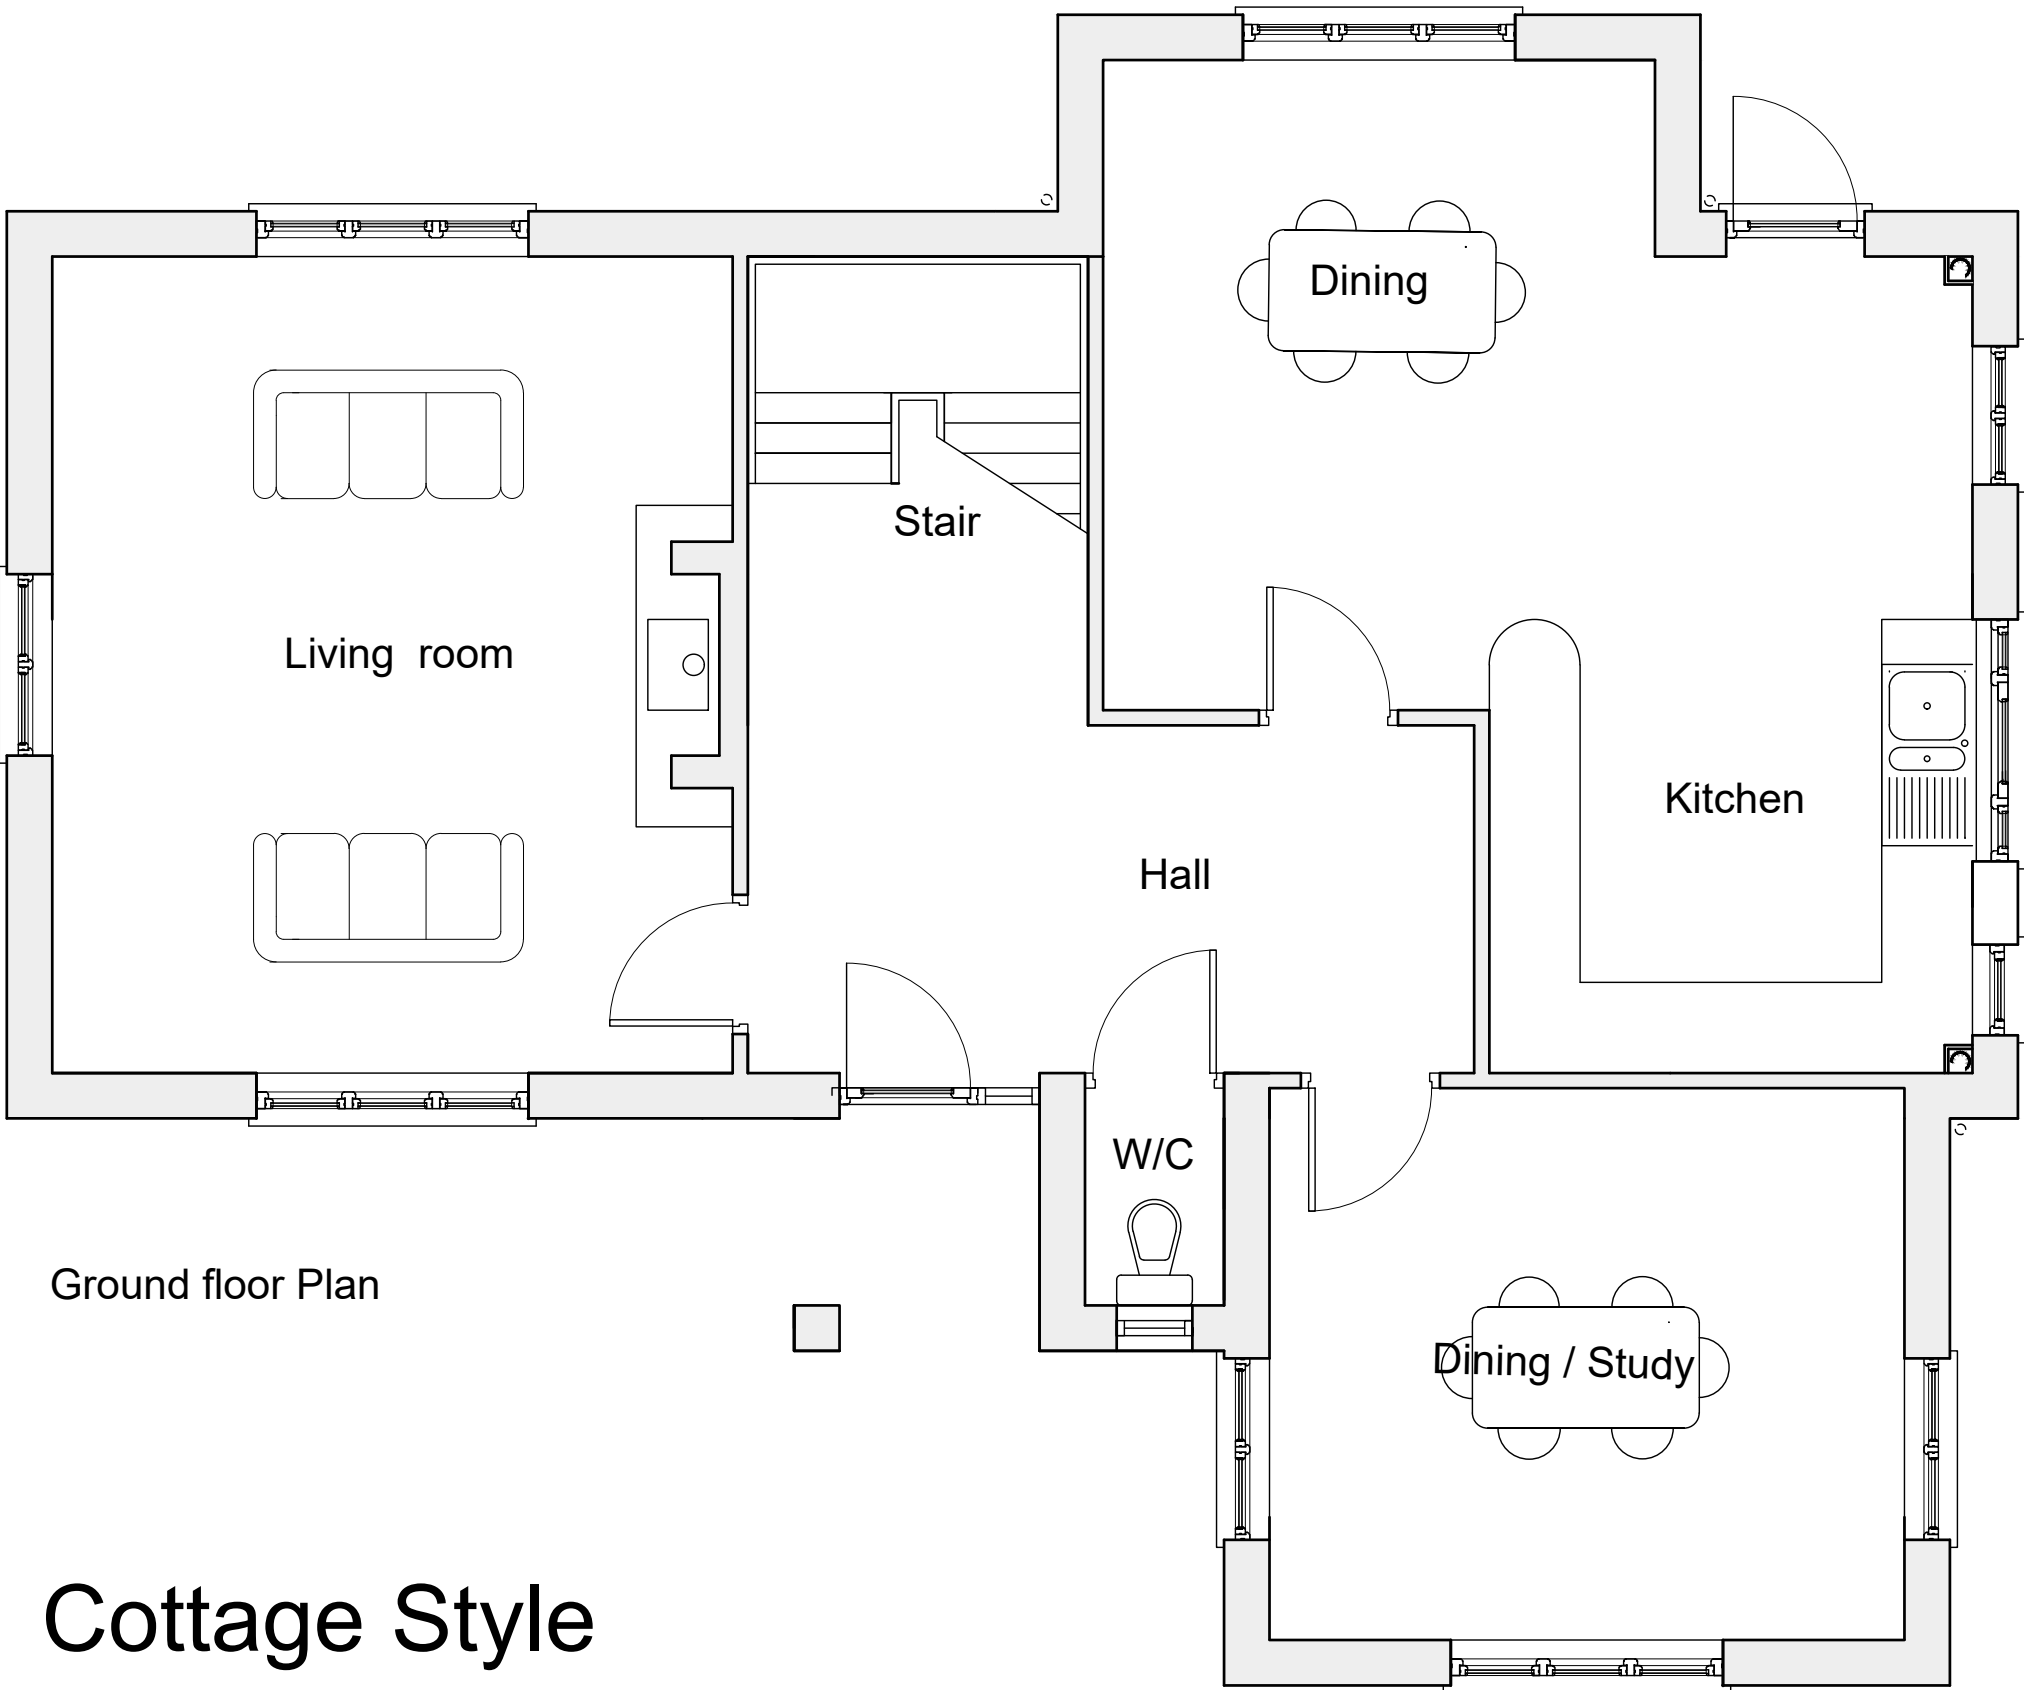 Dining
Stair
Living room
Kitchen
Hall
W/C
Ground floor Plan
Dining / Study
Cottage Style